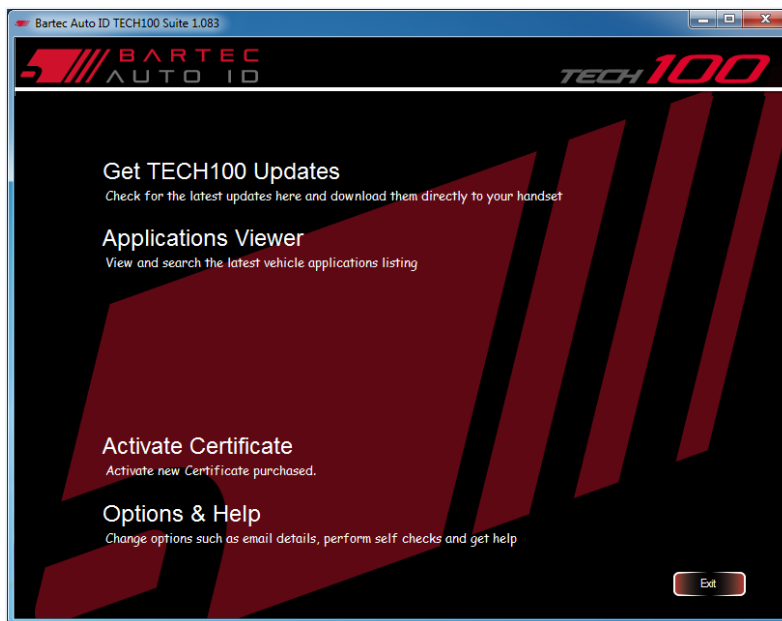 Bartec Auto ID TECH100 Suite 1.083
BARTEC
AUTO ID
TECH100
Get TECH100 Updates
Check for the latest updates here and download them directly to your handset
Applications Viewer
View and search the latest vehicle applications listing
Activate Certificate
Activate new Certificate purchased.
Options & Help
Change options such as email details, perform self checks and get help
Exit